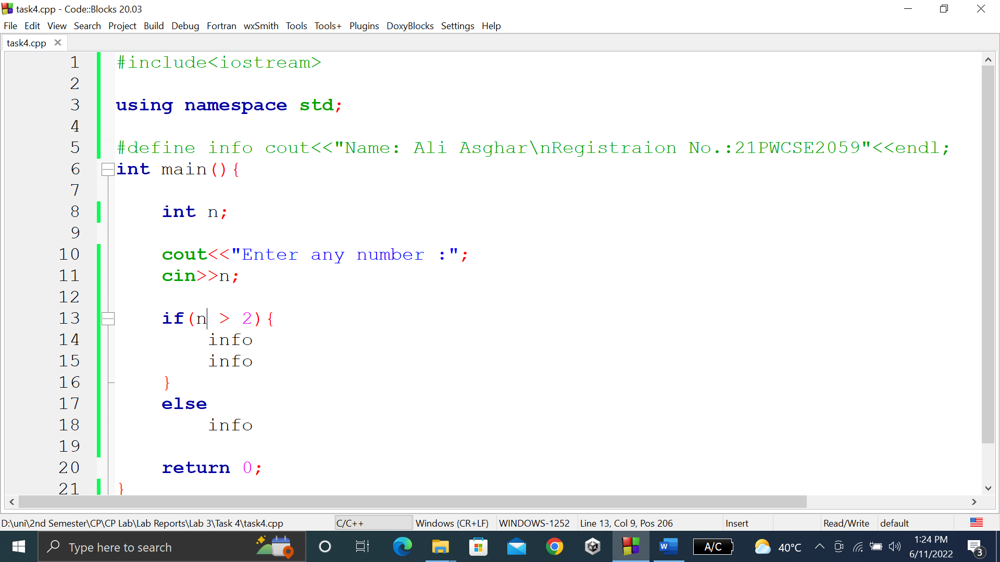 task4.cpp - Code::Blocks 20.03
File Edit View Search Project Build Debug Fortran wxSmith Tools Tools+ Plugins DoxyBlocks Settings Help
task4.cpp
1 #include<iostream>
2
3 using namespace std;
4
5 #define info cout<<"Name: Ali Asghar\nRegistraion No.:21PWCSE2059"<<endl;
6 int main(){
7
8 int n;
9
10 cout<<"Enter any number :";
11 cin>>n;
12
13 if(n > 2){
14 info
15 info
16 }
17 else
18 info
19
20 return 0;
21 }
D:\uni\2nd Semester\CP\CP Lab\Lab Reports\Lab 3\Task 4\task4.cpp C/C++ Windows (CR+LF) WINDOWS-1252 Line 13, Col 9, Pos 206 Insert Read/Write default
Type here to search W A/C 40°C 1:24 PM
6/11/2022 3